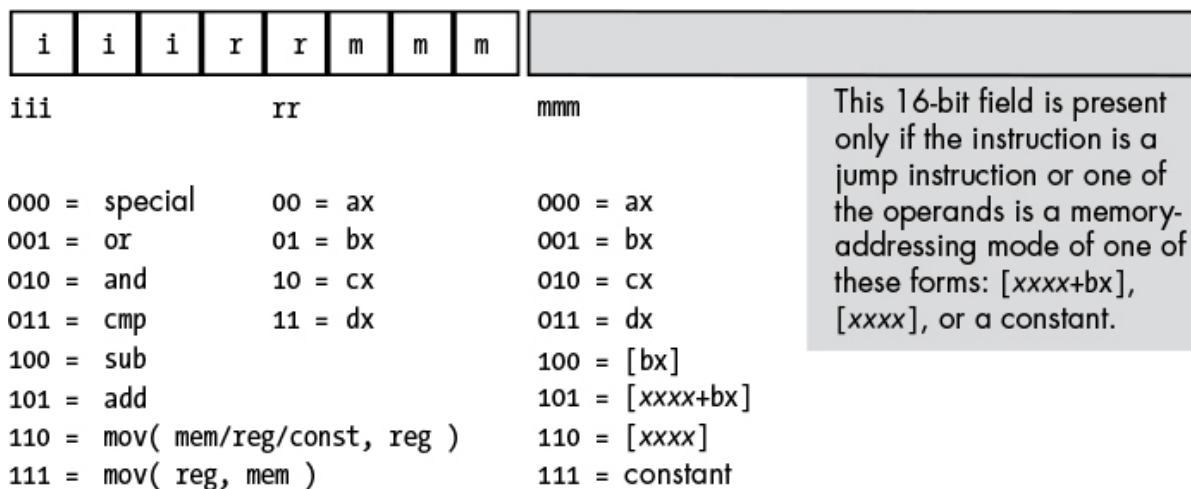 i i i r r m m m
iii rr mmm
000 = special 00 = ax 000 = ax
001 = or 01 = bx 001 = bx
010 = and 10 = cx 010 = cx
011 = cmp 11 = dx 011 = dx
100 = sub 100 = [bx]
101 = add 101 = [xxxx+bx]
110 = mov( mem/reg/const, reg ) 110 = [xxxx]
111 = mov( reg, mem ) 111 = constant
This 16-bit field is present
only if the instruction is a
jump instruction or one of
the operands is a memory-
addressing mode of one of
these forms: [xxxx+bx],
[xxxx], or a constant.